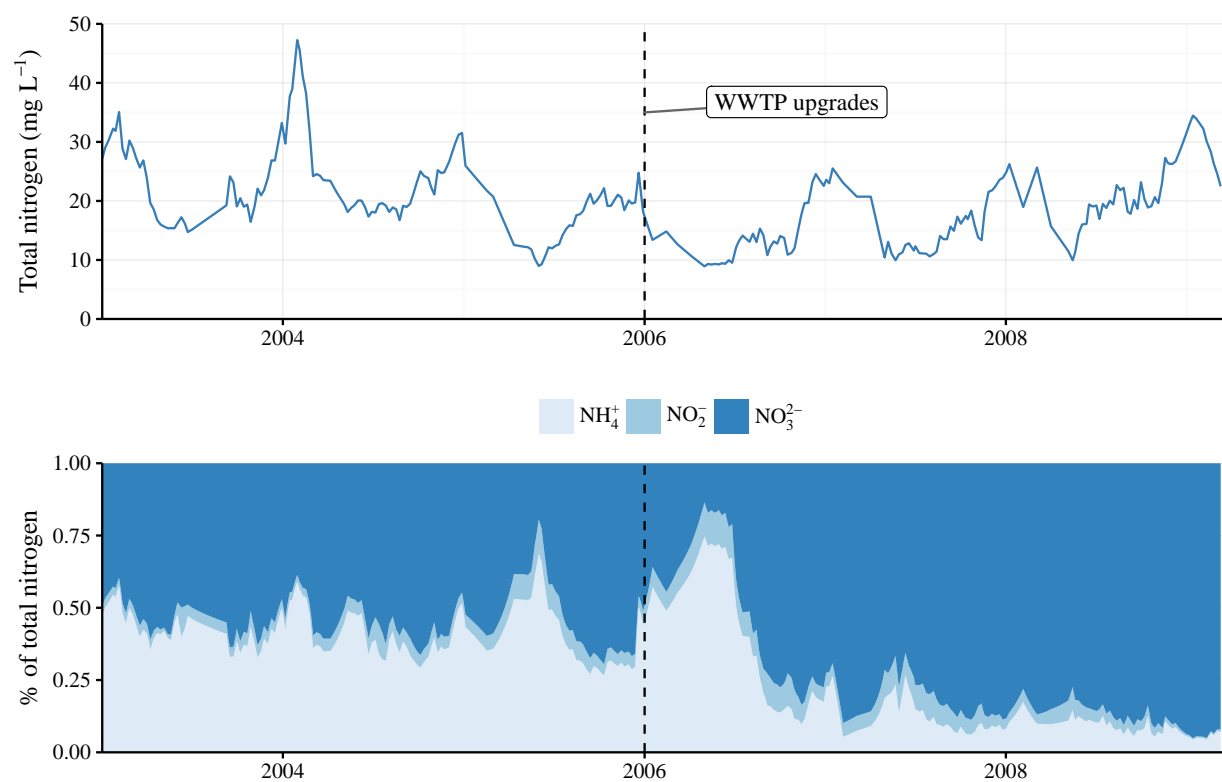 Total nitrogen (mg L⁻¹)
50
40
30
20
10
0
WWTP upgrades
2004 2006 2008
NH₄⁺ NO₂⁻ NO₃²⁻
% of total nitrogen
1.00
0.75
0.50
0.25
0.00
2004 2006 2008